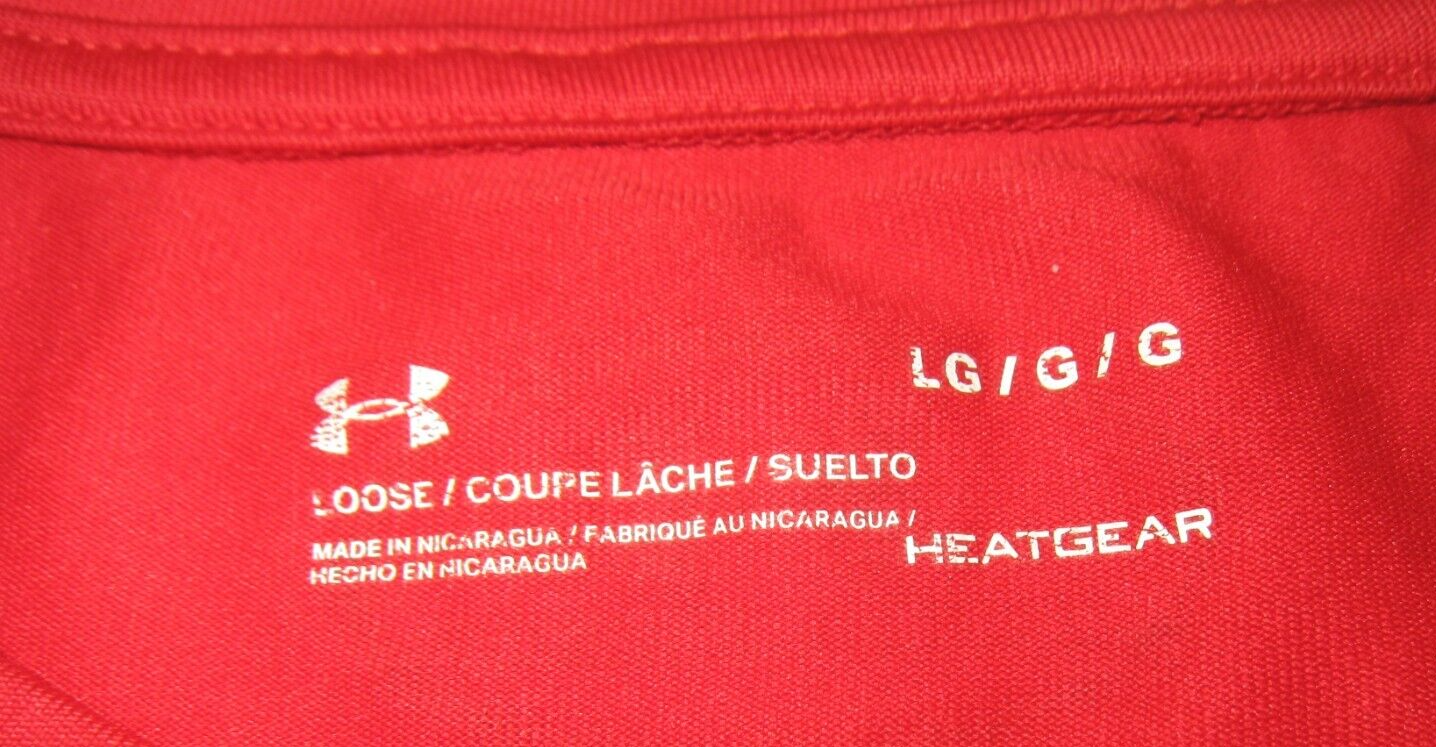 LG / G / G
LOOSE / COUPE LÂCHE / SUELTO
MADE IN NICARAGUA / FABRIQUÉ AU NICARAGUA /
HECHO EN NICARAGUA
HEATGEAR